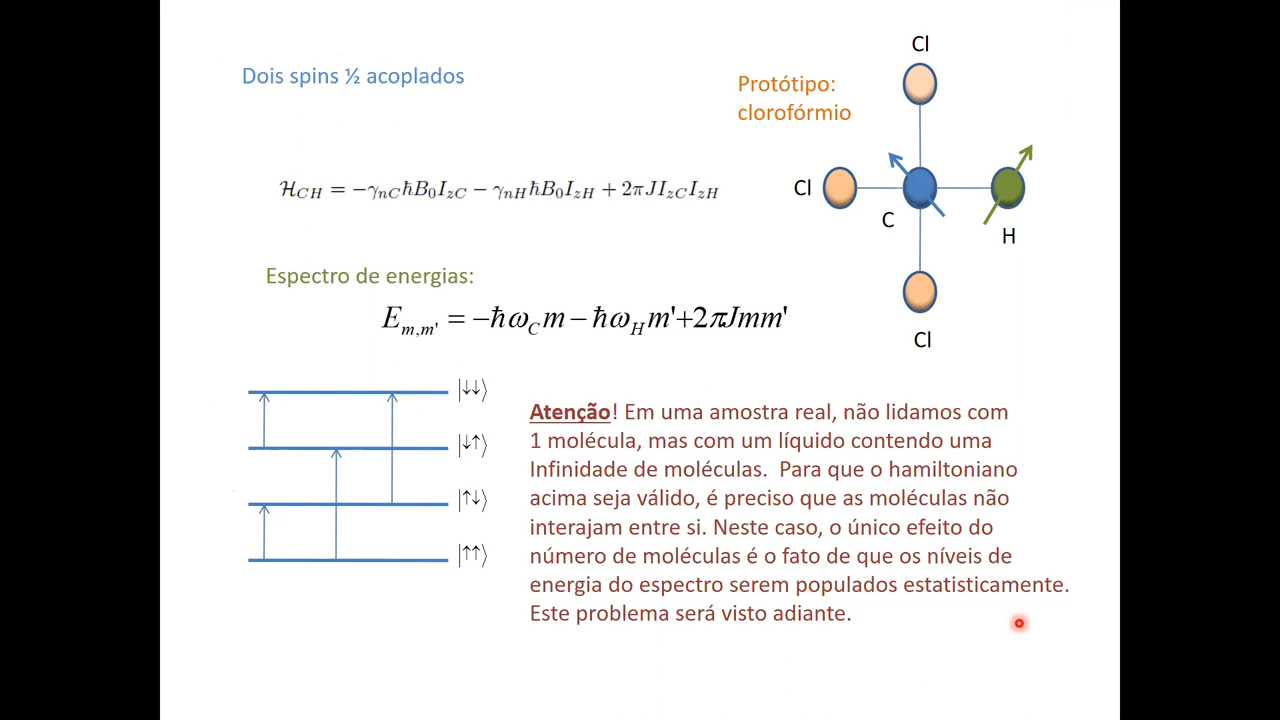 Dois spins ½ acoplados
Protótipo:
clorofórmio
Cl
Cl
C
H
Cl
ℋ_CH = −γ_nC ℏB_0 I_zC − γ_nH ℏB_0 I_zH + 2πJI_zC I_zH
Espectro de energias:
E_m,m' = −ℏω_C m − ℏω_H m'+2πJmm'
|↓↓⟩
|↓↑⟩
|↑↓⟩
|↑↑⟩
Atenção! Em uma amostra real, não lidamos com
1 molécula, mas com um líquido contendo uma
Infinidade de moléculas. Para que o hamiltoniano
acima seja válido, é preciso que as moléculas não
interajam entre si. Neste caso, o único efeito do
número de moléculas é o fato de que os níveis de
energia do espectro serem populados estatisticamente.
Este problema será visto adiante.